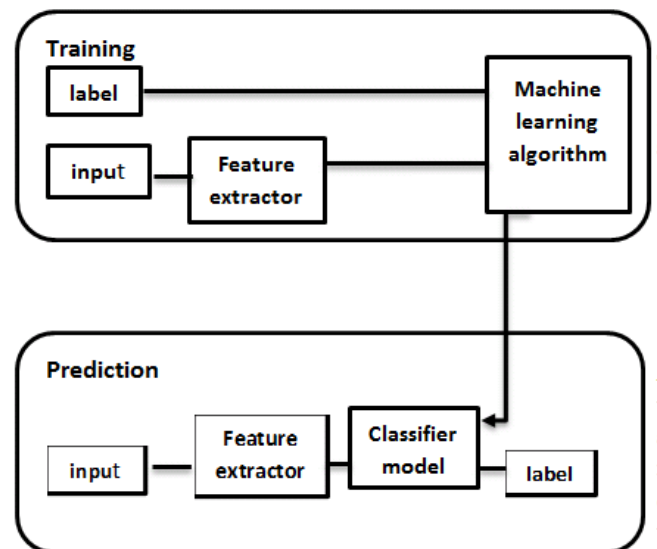 Training
label
Machine
learning
algorithm
input
Feature
extractor
Prediction
input
Feature
extractor
Classifier
model
label